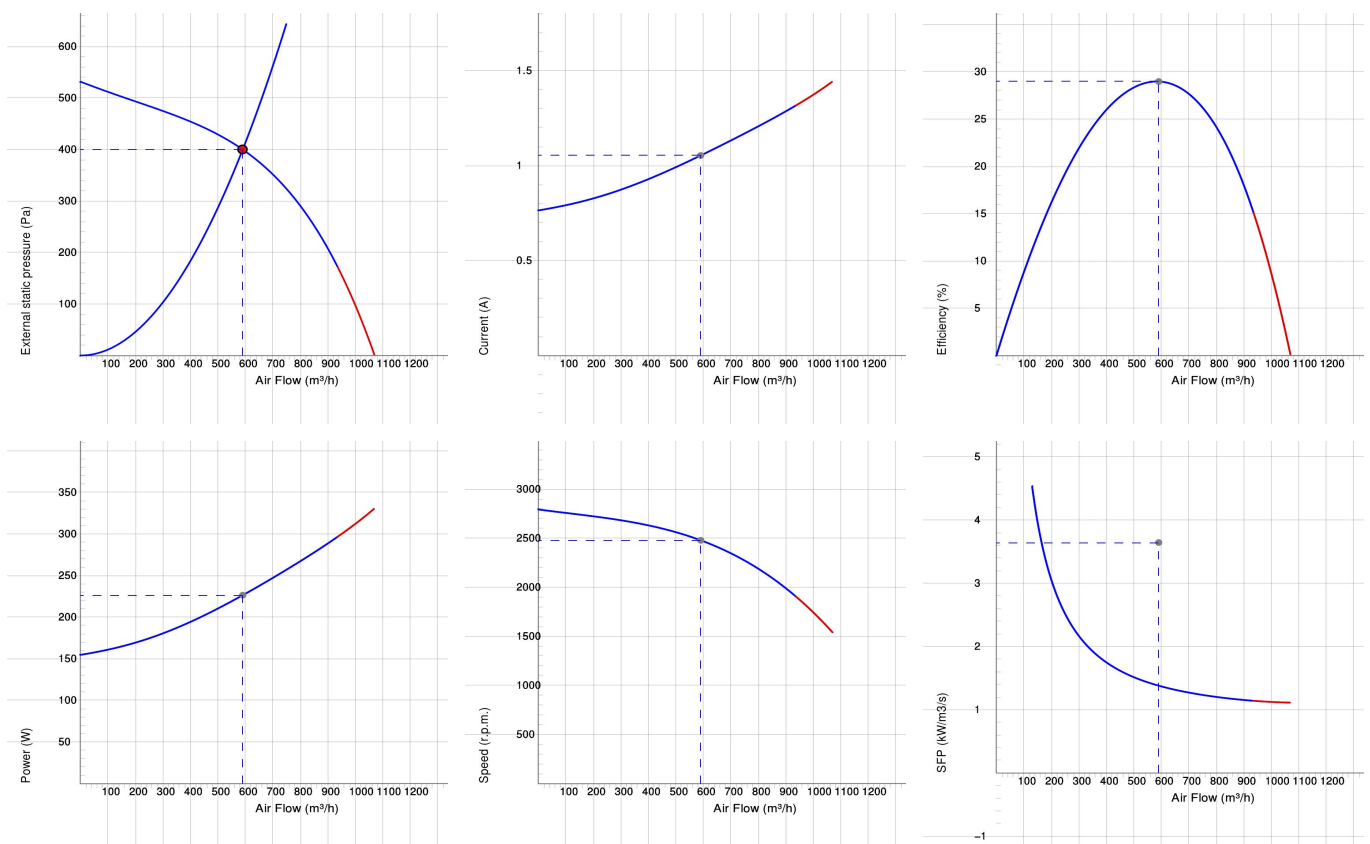 600
500
400
300
200
100
External static pressure (Pa)
100 200 300 400 500 600 700 800 900 1000 1100 1200
Air Flow (m³/h)
1.5
1
0.5
Current (A)
100 200 300 400 500 600 700 800 900 1000 1100 1200
Air Flow (m³/h)
30
25
20
15
10
5
Efficiency (%)
100 200 300 400 500 600 700 800 900 1000 1100 1200
Air Flow (m³/h)
350
300
250
200
150
100
50
Power (W)
100 200 300 400 500 600 700 800 900 1000 1100 1200
Air Flow (m³/h)
3000
2500
2000
1500
1000
500
Speed (r.p.m.)
100 200 300 400 500 600 700 800 900 1000 1100 1200
Air Flow (m³/h)
5
4
3
2
1
−1
SFP (kW/m3/s)
100 200 300 400 500 600 700 800 900 1000 1100 1200
Air Flow (m³/h)